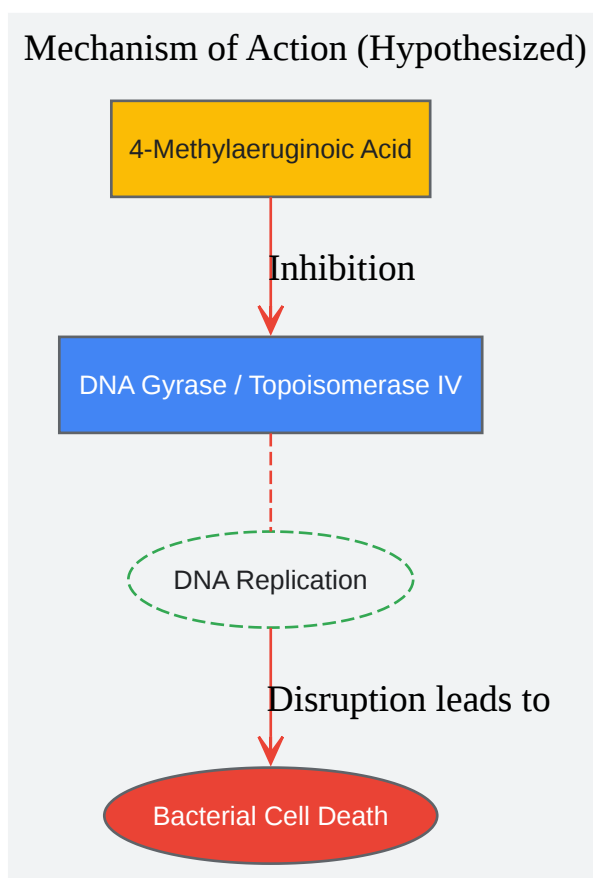 Mechanism of Action (Hypothesized)
4-Methylaeruginoic Acid
Inhibition
DNA Gyrase / Topoisomerase IV
DNA Replication
Disruption leads to
Bacterial Cell Death